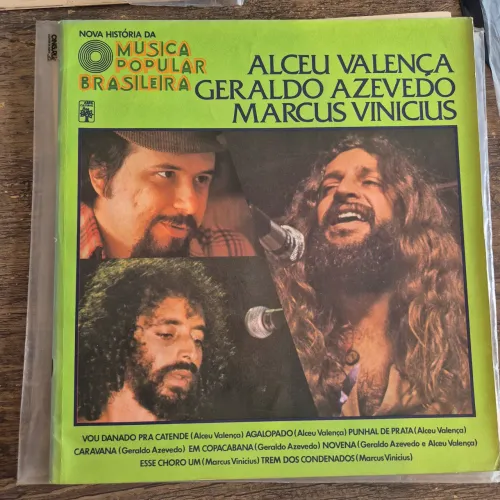 NOVA HISTÓRIA DA
MUSICA
POPULAR
BRASILEIRA
ALCEU VALENÇA
GERALDO AZEVEDO
MARCUS VINICIUS
VOU DANADO PRA CATENDE (Alceu Valença) AGALOPADO (Alceu Valença) PUNHAL DE PRATA (Alceu Valença)
CARAVANA (Geraldo Azevedo) EM COPACABANA (Geraldo Azevedo) NOVENA (Geraldo Azevedo e Alceu Valença)
ESSE CHORO UM (Marcus Vinicius) TREM DOS CONDENADOS (Marcus Vinicius)